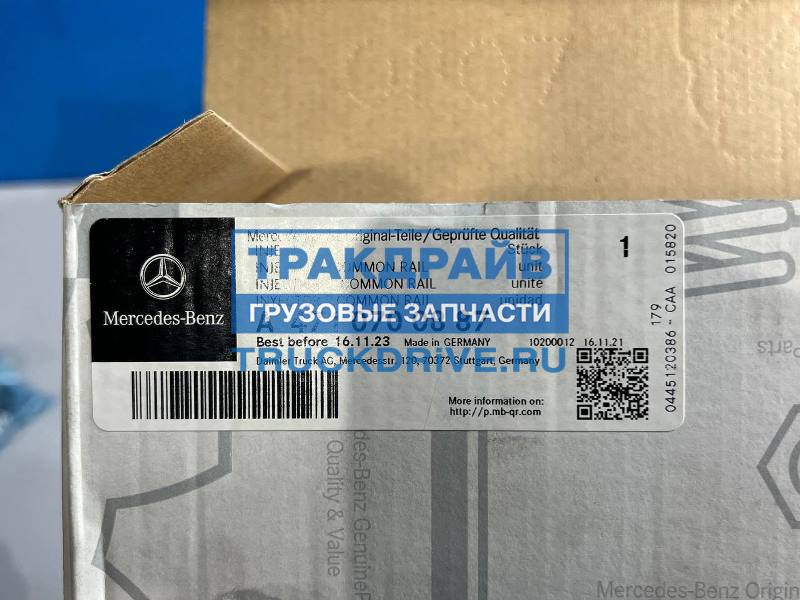 ОРОТ
Mercedes-Benz
Original-Teile/Geprüfte Qualität
Stück
COMMON RAIL unit
COMMON RAIL unite
COMMON RAIL unidad
1
ТРАКДРАЙВ
ГРУЗОВЫЕ ЗАПЧАСТИ
TRUCKDRIVE.RU
Best before 16.11.23 Made in GERMANY 10200012 16.11.21
Daimler Truck AG, Mercedesstr. 120, 70372 Stuttgart, Germany
More information on:
http://p.mb-qr.com
179
0445120386 - CAA 015820
Parts
Quality & Value
Mercedes-Benz Origin